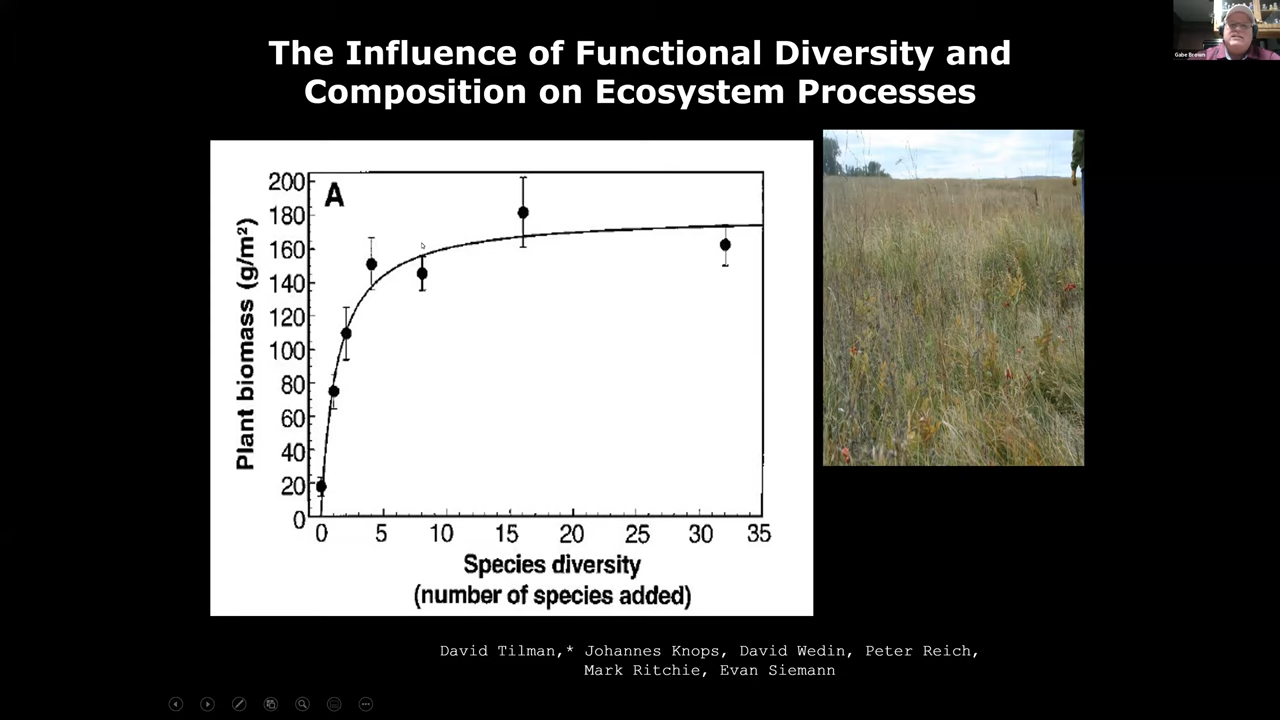 The Influence of Functional Diversity and
Composition on Ecosystem Processes
Gabe Brown
A
Plant biomass (g/m²)
200
180
160
140
120
100
80
60
40
20
0
0 5 10 15 20 25 30 35
Species diversity
(number of species added)
David Tilman,* Johannes Knops, David Wedin, Peter Reich,
Mark Ritchie, Evan Siemann